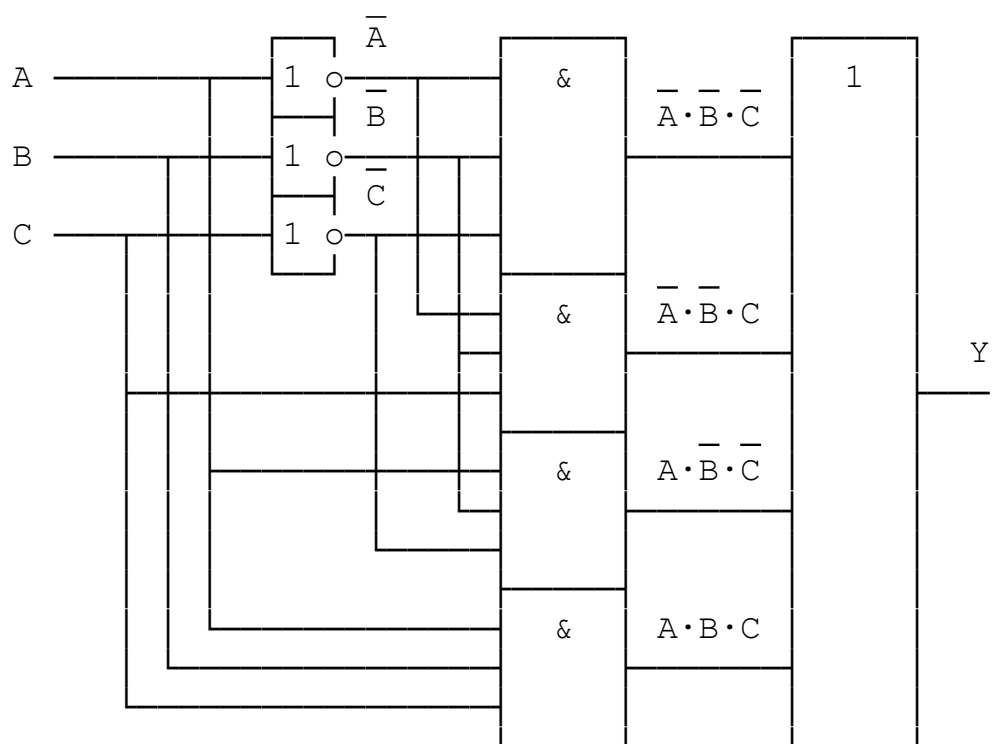 A̅
A 1 & 1
B̅ A̅·B̅·C̅
B 1
C̅
C 1
& A̅·B̅·C
Y
& A·B̅·C̅
& A·B·C